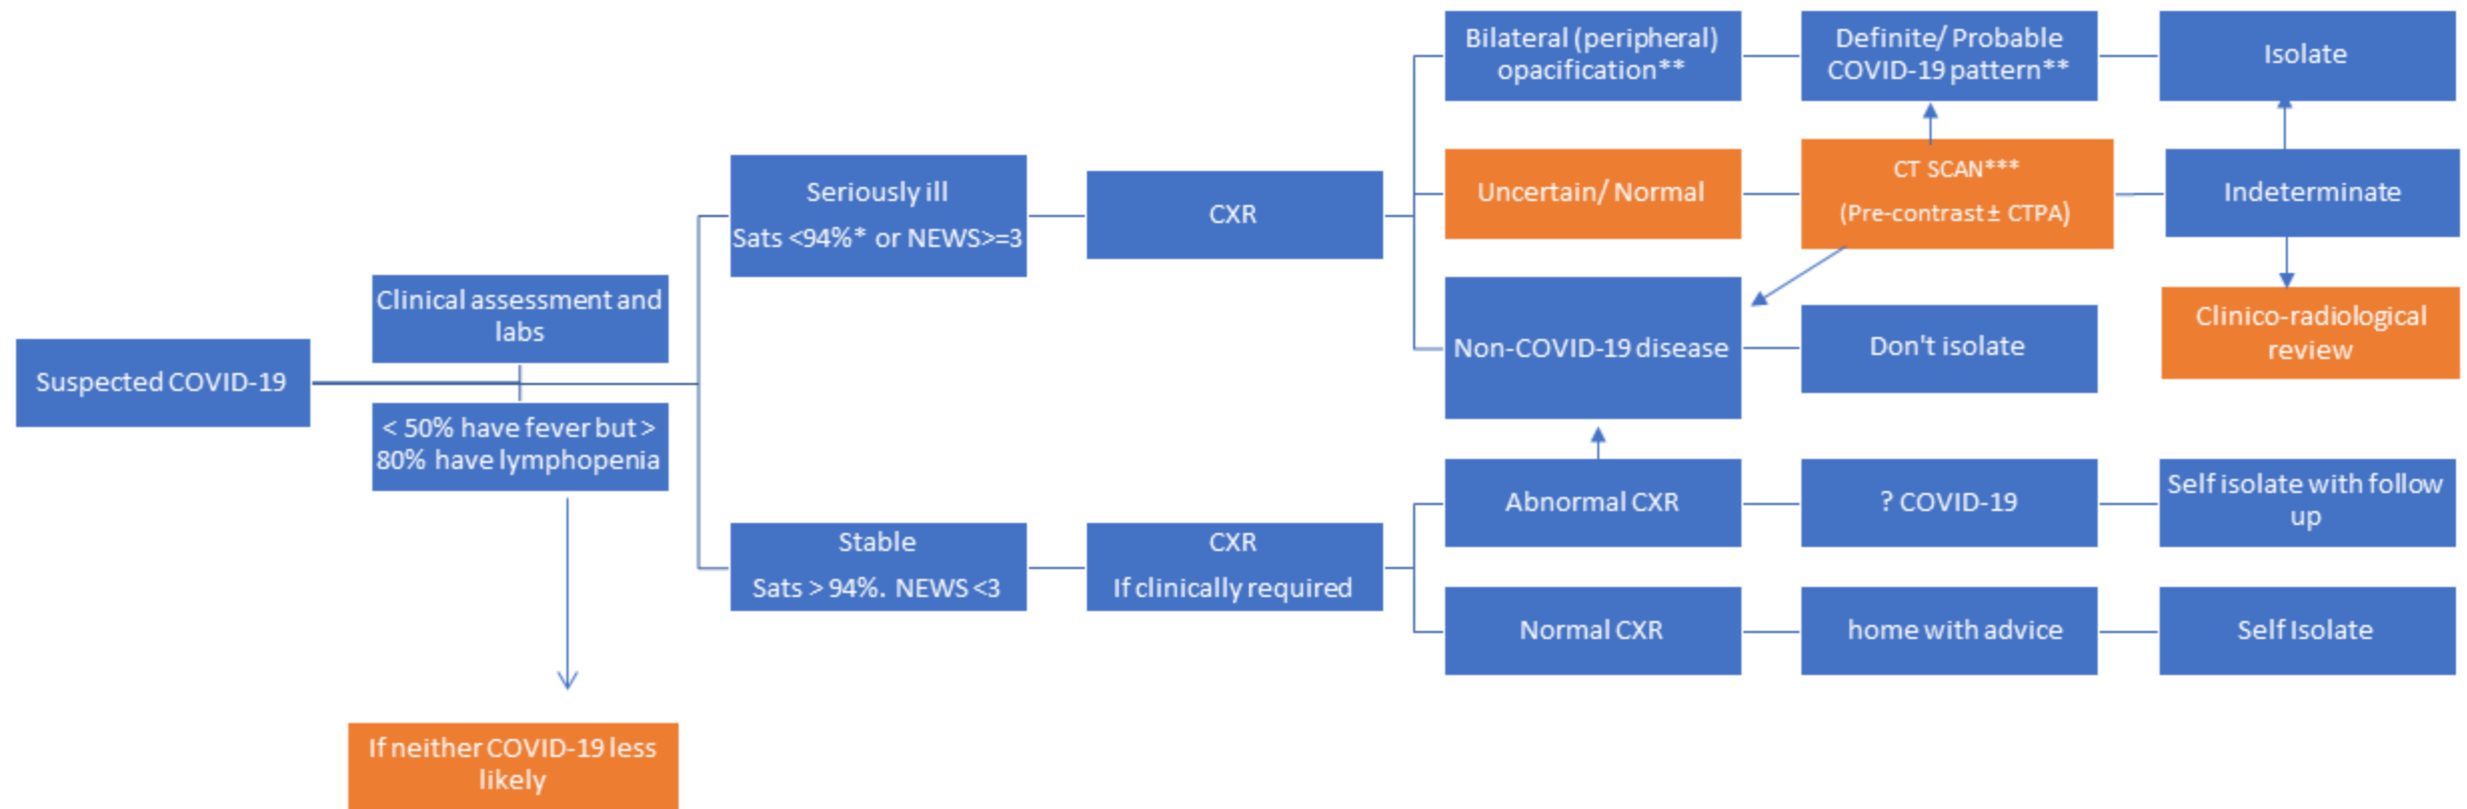 Suspected COVID-19
Clinical assessment and
labs
< 50% have fever but >
80% have lymphopenia
If neither COVID-19 less
likely
Seriously ill
Sats <94%* or NEWS>=3
CXR
Bilateral (peripheral)
opacification**
Definite/ Probable
COVID-19 pattern**
Isolate
Uncertain/ Normal
CT SCAN***
(Pre-contrast ± CTPA)
Indeterminate
Clinico-radiological
review
Non-COVID-19 disease
Don't isolate
Stable
Sats > 94%. NEWS <3
CXR
If clinically required
Abnormal CXR
? COVID-19
Self isolate with follow
up
Normal CXR
home with advice
Self Isolate